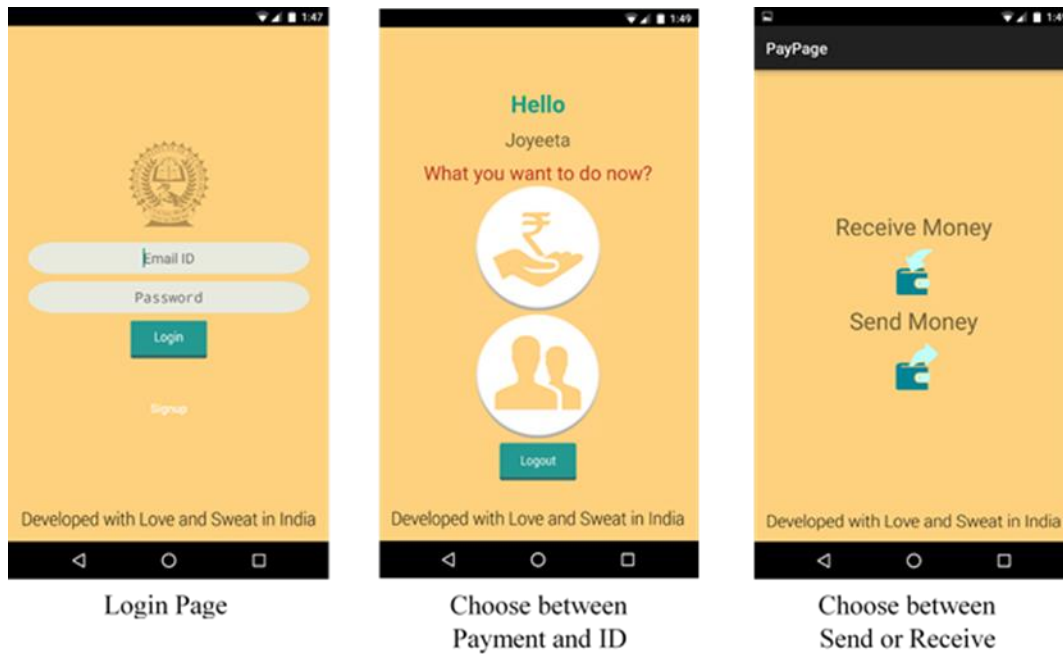 1:47
Email ID
Password
Login
Signup
Developed with Love and Sweat in India
Login Page
1:49
Hello
Joyeeta
What you want to do now?
Logout
Developed with Love and Sweat in India
Choose between
Payment and ID
PayPage
Receive Money
Send Money
Developed with Love and Sweat in India
Choose between
Send or Receive